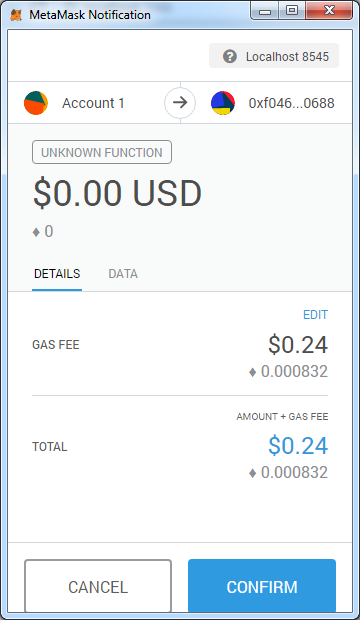 MetaMask Notification
Localhost 8545
Account 1
0xf046...0688
UNKNOWN FUNCTION
$0.00 USD
♦ 0
DETAILS
DATA
EDIT
GAS FEE
$0.24
♦ 0.000832
AMOUNT + GAS FEE
TOTAL
$0.24
♦ 0.000832
CANCEL
CONFIRM